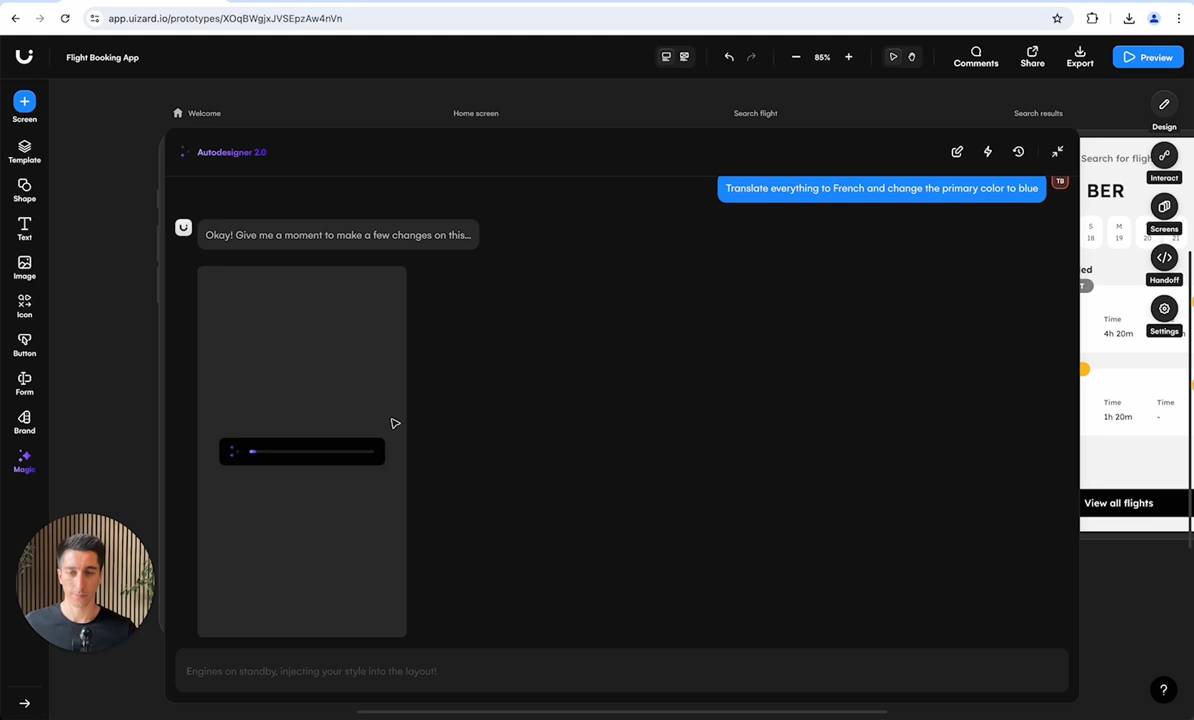 app.uizard.io/prototypes/XOqBWgjxJVSEpzAw4nVn
Flight Booking App
85%
Comments
Share
Export
Preview
Screen
Template
Shape
Text
Image
Icon
Button
Form
Brand
Magic
Welcome
Home screen
Search flight
Search results
Autodesigner 2.0
Translate everything to French and change the primary color to blue
TB
Okay! Give me a moment to make a few changes on this...
Engines on standby, injecting your style into the layout!
Search for fligh
BER
S
M
18
19
20
21
ed
T
Time
4h 20m
Time
Time
1h 20m
-
View all flights
Design
Interact
Screens
Handoff
Settings
?